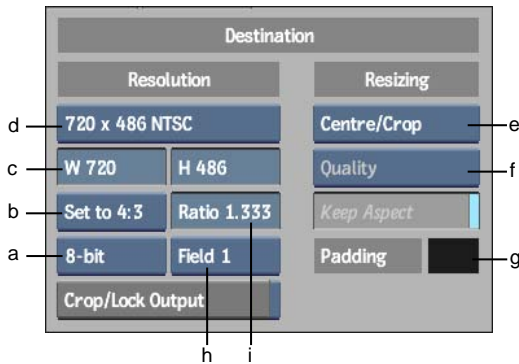 Destination
Resolution
Resizing
d
720 x 486 NTSC
Centre/Crop
e
c
W 720
H 486
Quality
f
b
Set to 4:3
Ratio 1.333
Keep Aspect
a
8-bit
Field 1
Padding
g
Crop/Lock Output
h
i